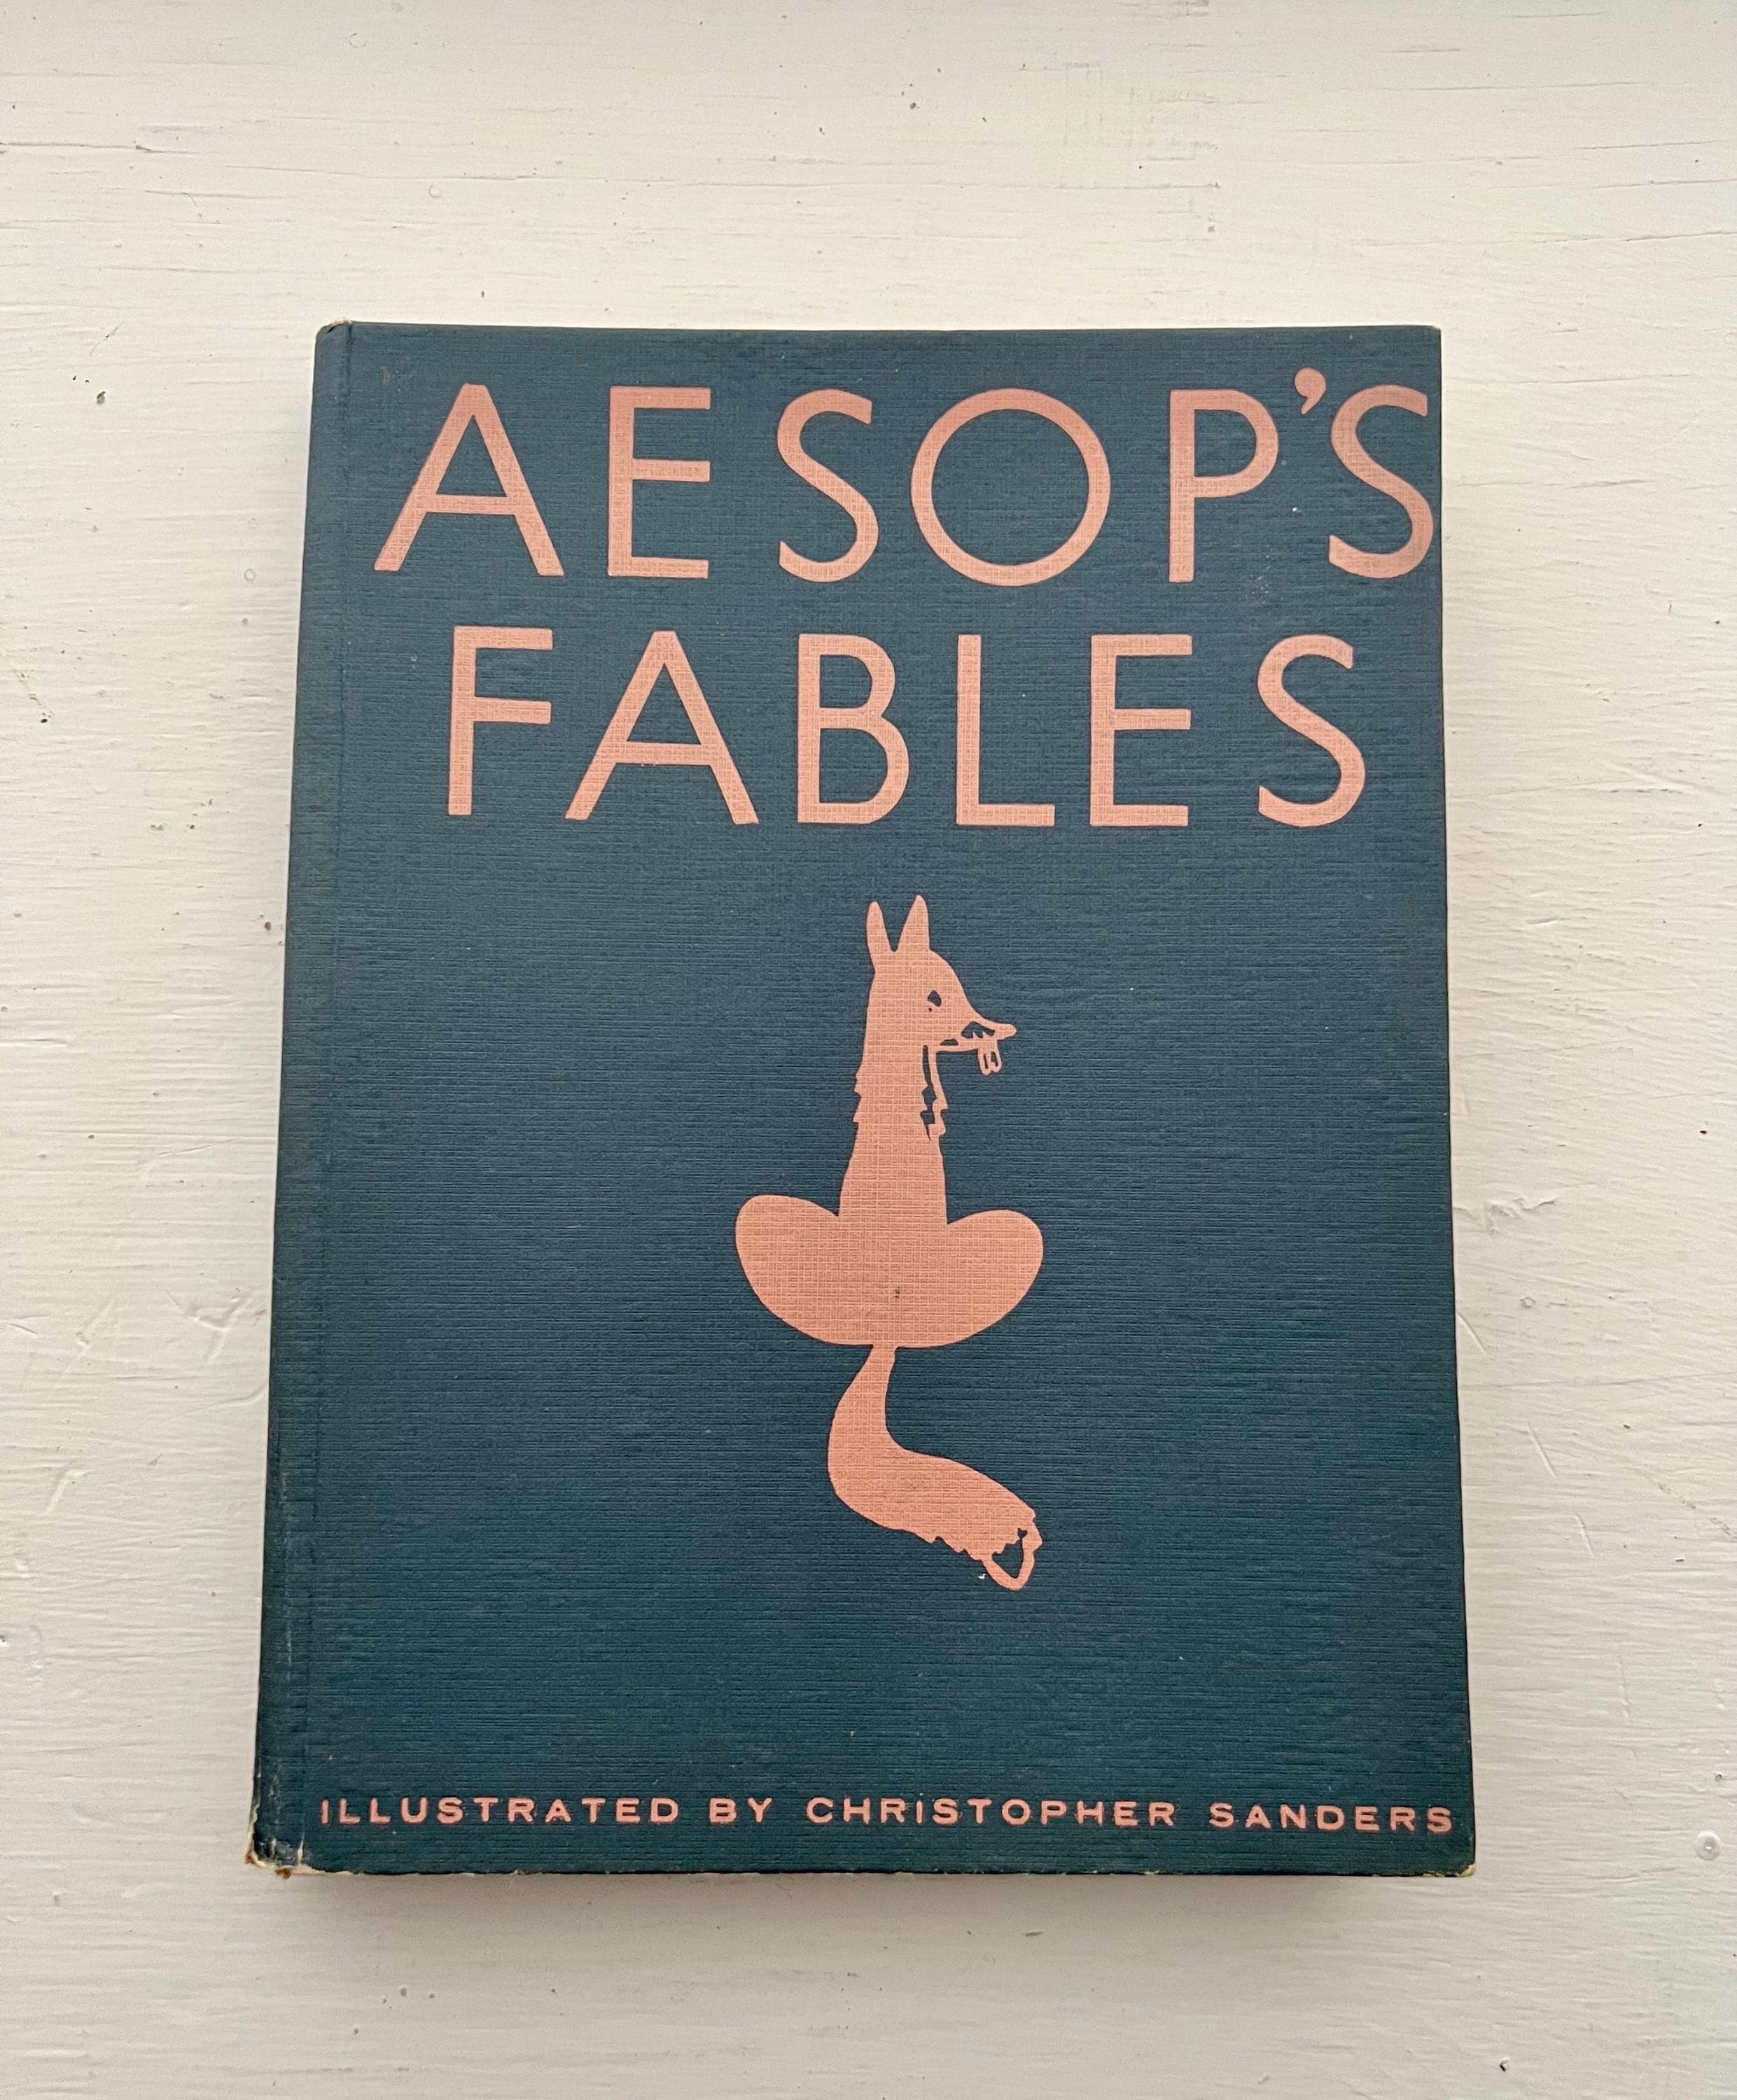 AESOP'S
FABLES
ILLUSTRATED BY CHRISTOPHER SANDERS